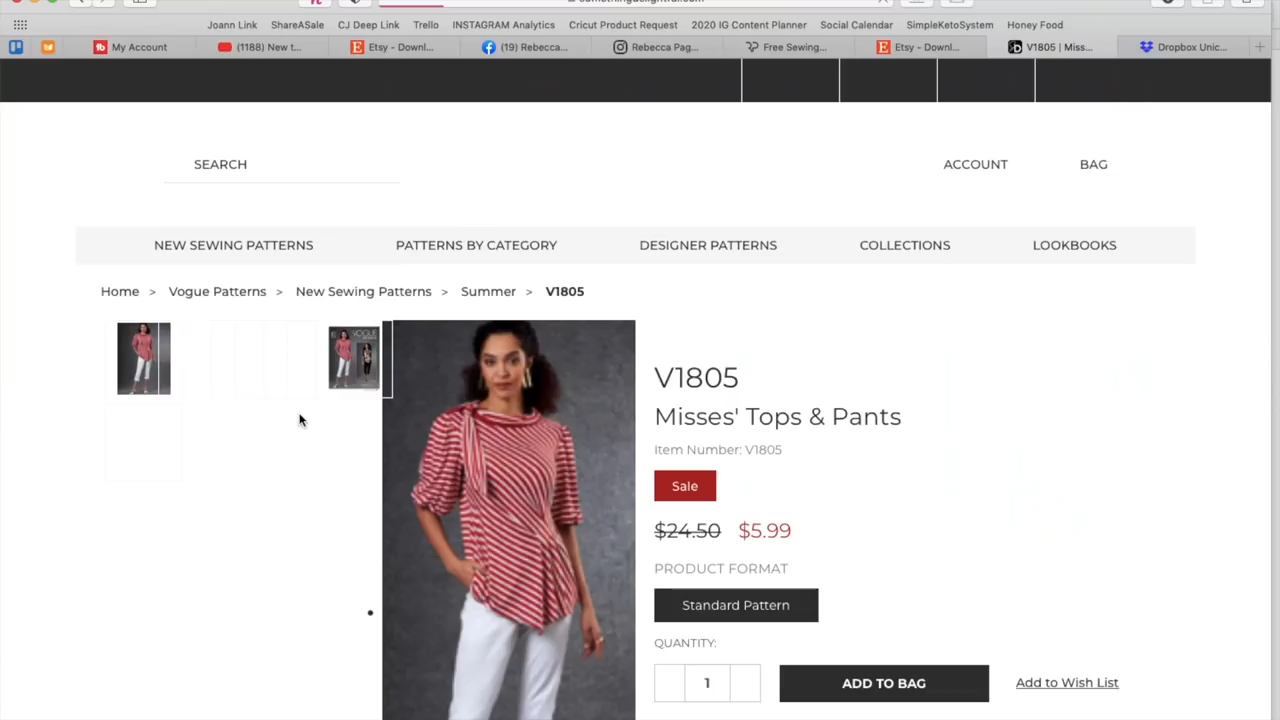 Joann Link ShareASale CJ Deep Link Trello INSTAGRAM Analytics Cricut Product Request 2020 IG Content Planner Social Calendar SimpleKetoSystem Honey Food
My Account (1188) New t... Etsy - Downl... (19) Rebecca... Rebecca Pag... Free Sewing... Etsy – Downl... V1805 | Miss... Dropbox Unic...
SEARCH ACCOUNT BAG
NEW SEWING PATTERNS PATTERNS BY CATEGORY DESIGNER PATTERNS COLLECTIONS LOOKBOOKS
Home > Vogue Patterns > New Sewing Patterns > Summer > V1805
VOGUE
V1805
Misses' Tops & Pants
Item Number: V1805
Sale
$24.50 $5.99
PRODUCT FORMAT
Standard Pattern
QUANTITY:
1 ADD TO BAG Add to Wish List